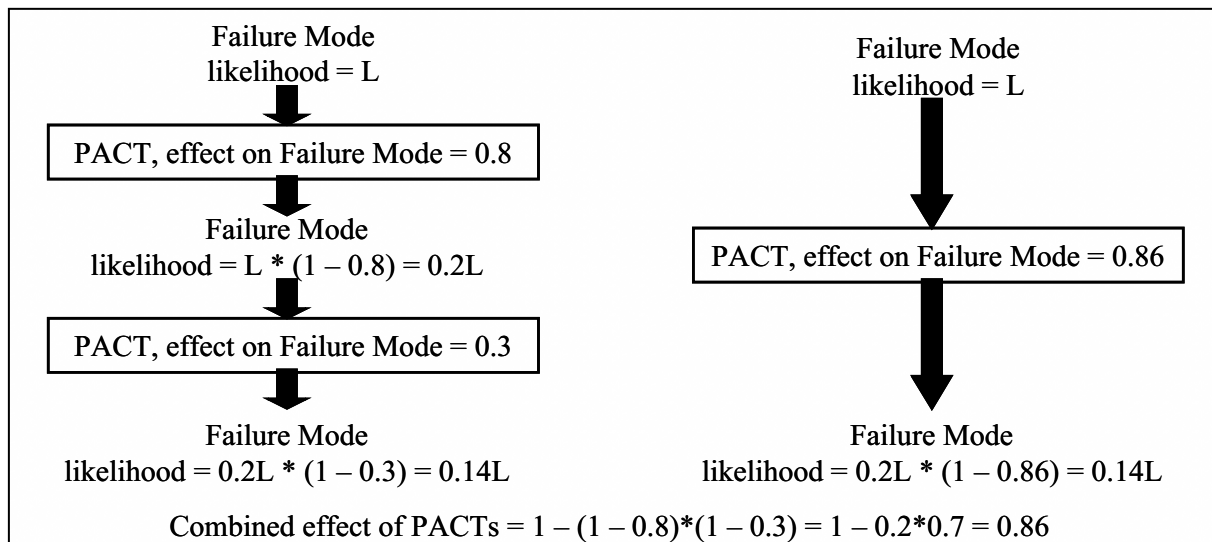 Failure Mode
likelihood = L
PACT, effect on Failure Mode = 0.8
Failure Mode
likelihood = L * (1 – 0.8) = 0.2L
PACT, effect on Failure Mode = 0.3
Failure Mode
likelihood = 0.2L * (1 – 0.3) = 0.14L
Failure Mode
likelihood = L
PACT, effect on Failure Mode = 0.86
Failure Mode
likelihood = 0.2L * (1 – 0.86) = 0.14L
Combined effect of PACTs = 1 – (1 – 0.8)*(1 – 0.3) = 1 – 0.2*0.7 = 0.86